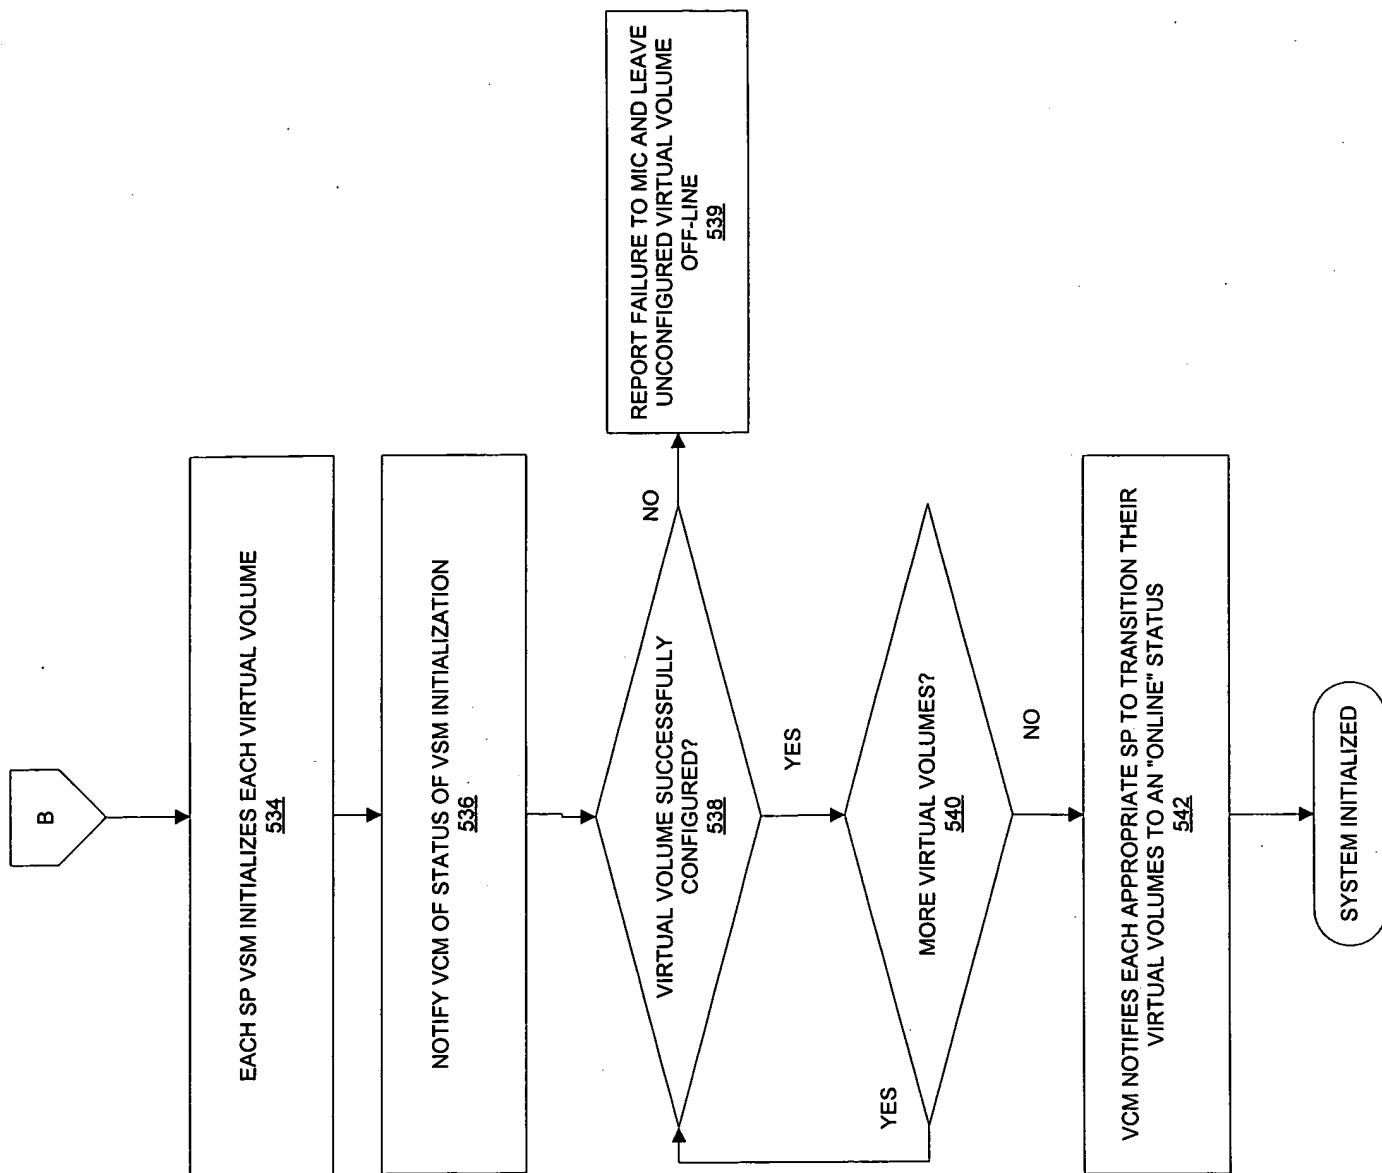 B
EACH SP VSM INITIALIZES EACH VIRTUAL VOLUME
534
NOTIFY VCM OF STATUS OF VSM INITIALIZATION
536
VIRTUAL VOLUME SUCCESSFULLY
CONFIGURED?
538
NO
REPORT FAILURE TO MIC AND LEAVE
UNCONFIGURED VIRTUAL VOLUME
OFF-LINE
539
YES
MORE VIRTUAL VOLUMES?
540
YES
NO
VCM NOTIFIES EACH APPROPRIATE SP TO TRANSITION THEIR
VIRTUAL VOLUMES TO AN "ONLINE" STATUS
542
SYSTEM INITIALIZED